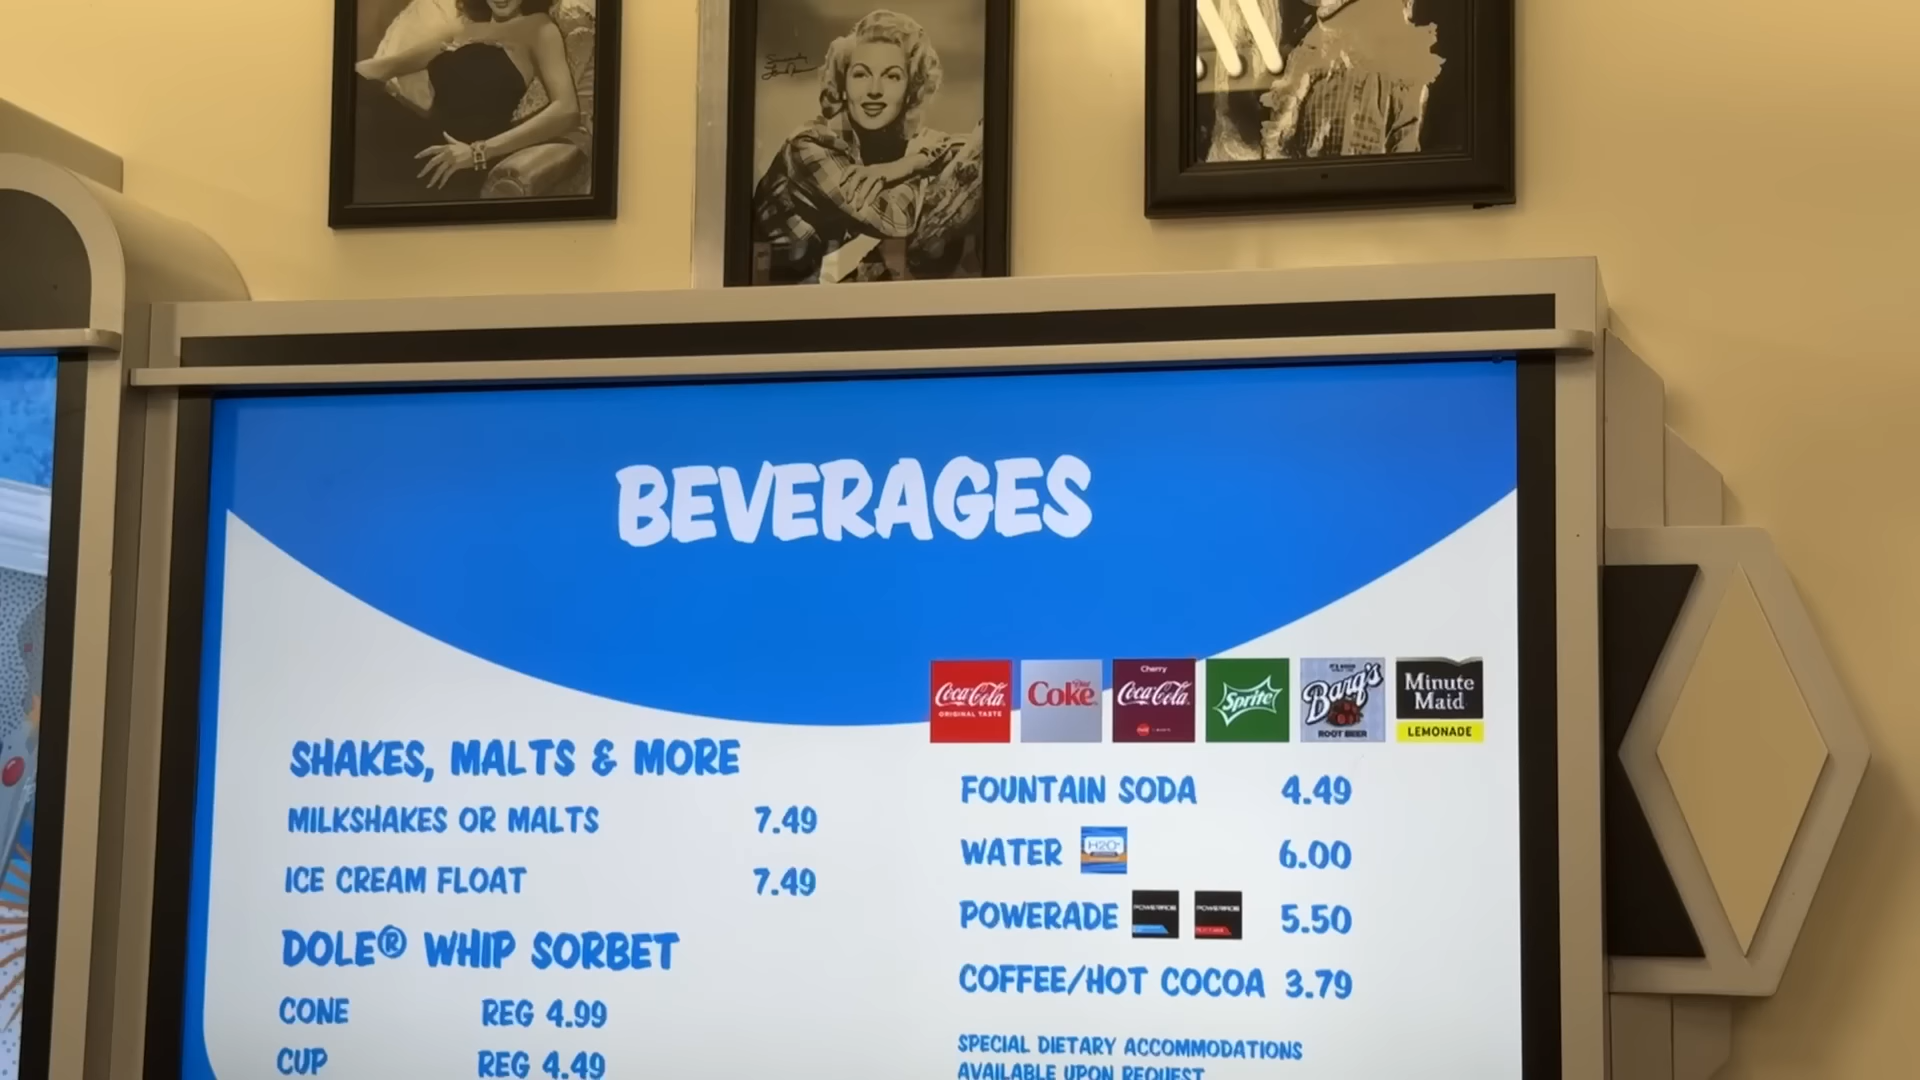 BEVERAGES
Coca-Cola
ORIGINAL TASTE
Diet
Coke
Cherry
Coca-Cola
Sprite
Barq's
ROOT BEER
Minute
Maid
LEMONADE
SHAKES, MALTS & MORE
MILKSHAKES OR MALTS 7.49
ICE CREAM FLOAT 7.49
DOLE® WHIP SORBET
CONE REG 4.99
CUP REG 4.49
FOUNTAIN SODA 4.49
WATER H2O 6.00
POWERADE POWERADE POWERADE 5.50
COFFEE/HOT COCOA 3.79
SPECIAL DIETARY ACCOMMODATIONS
AVAILABLE UPON REQUEST